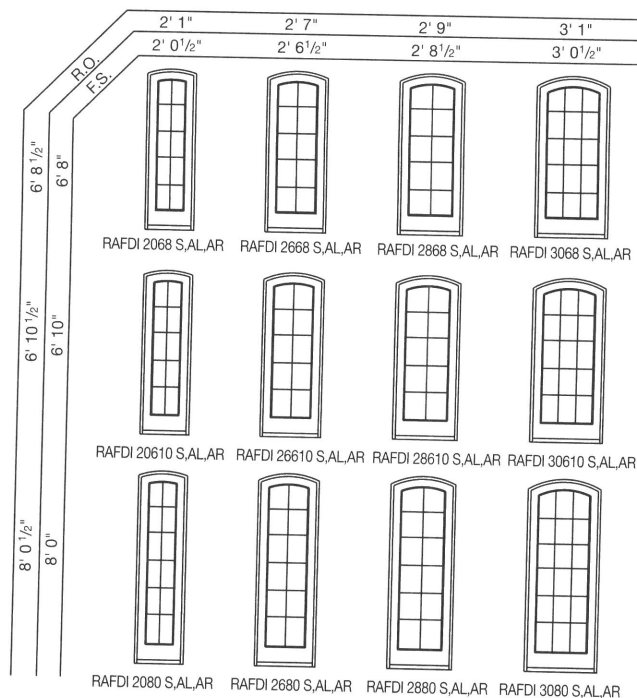 2' 1" 2' 7" 2' 9" 3' 1"
R.O.
2' 0 1/2" 2' 6 1/2" 2' 8 1/2" 3' 0 1/2"
F.S.
6' 8 1/2" 6' 8"
RAFDI 2068 S,AL,AR RAFDI 2668 S,AL,AR RAFDI 2868 S,AL,AR RAFDI 3068 S,AL,AR
6' 10 1/2" 6' 10"
RAFDI 20610 S,AL,AR RAFDI 26610 S,AL,AR RAFDI 28610 S,AL,AR RAFDI 30610 S,AL,AR
8' 0 1/2" 8' 0"
RAFDI 2080 S,AL,AR RAFDI 2680 S,AL,AR RAFDI 2880 S,AL,AR RAFDI 3080 S,AL,AR